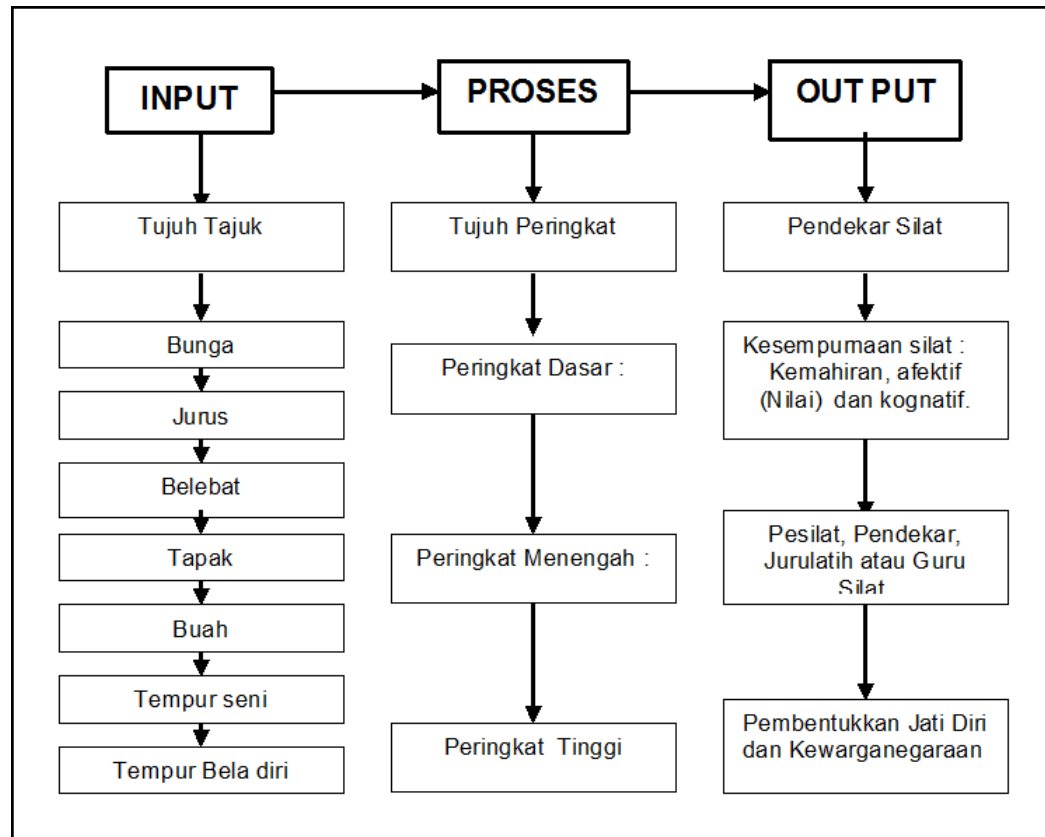 INPUT
PROSES
OUT PUT
Tujuh Tajuk
Tujuh Peringkat
Pendekar Silat
Bunga
Jurus
Belebat
Tapak
Buah
Tempur seni
Tempur Bela diri
Peringkat Dasar :
Peringkat Menengah :
Peringkat Tinggi
Kesempurnaan silat :
Kemahiran, afektif
(Nilai) dan kognatif.
Pesilat, Pendekar,
Jurulatih atau Guru
Silat
Pembentukkan Jati Diri
dan Kewarganegaraan